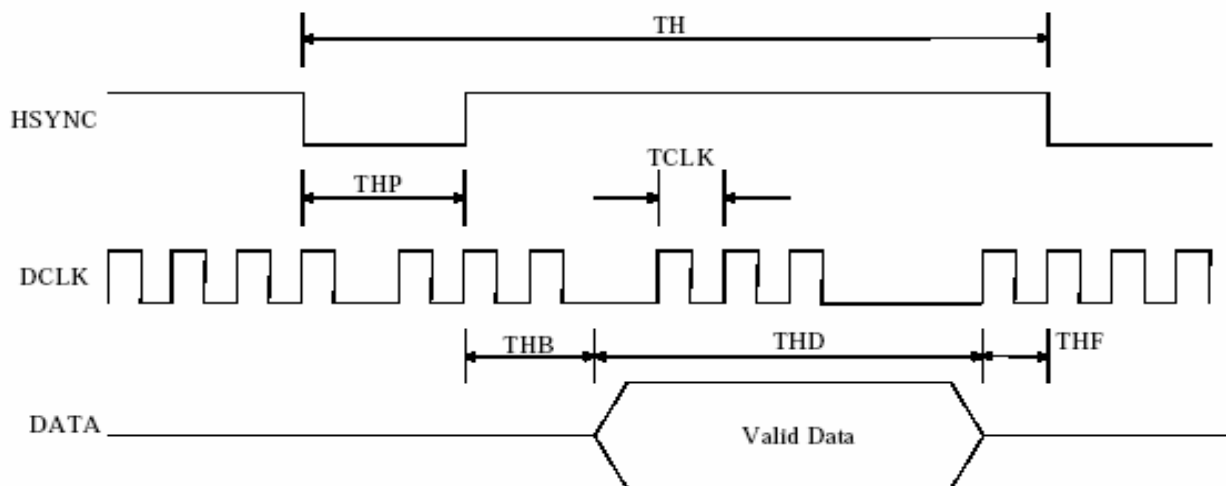 TH
HSYNC
TCLK
THP
DCLK
THB
THD
THF
DATA
Valid Data